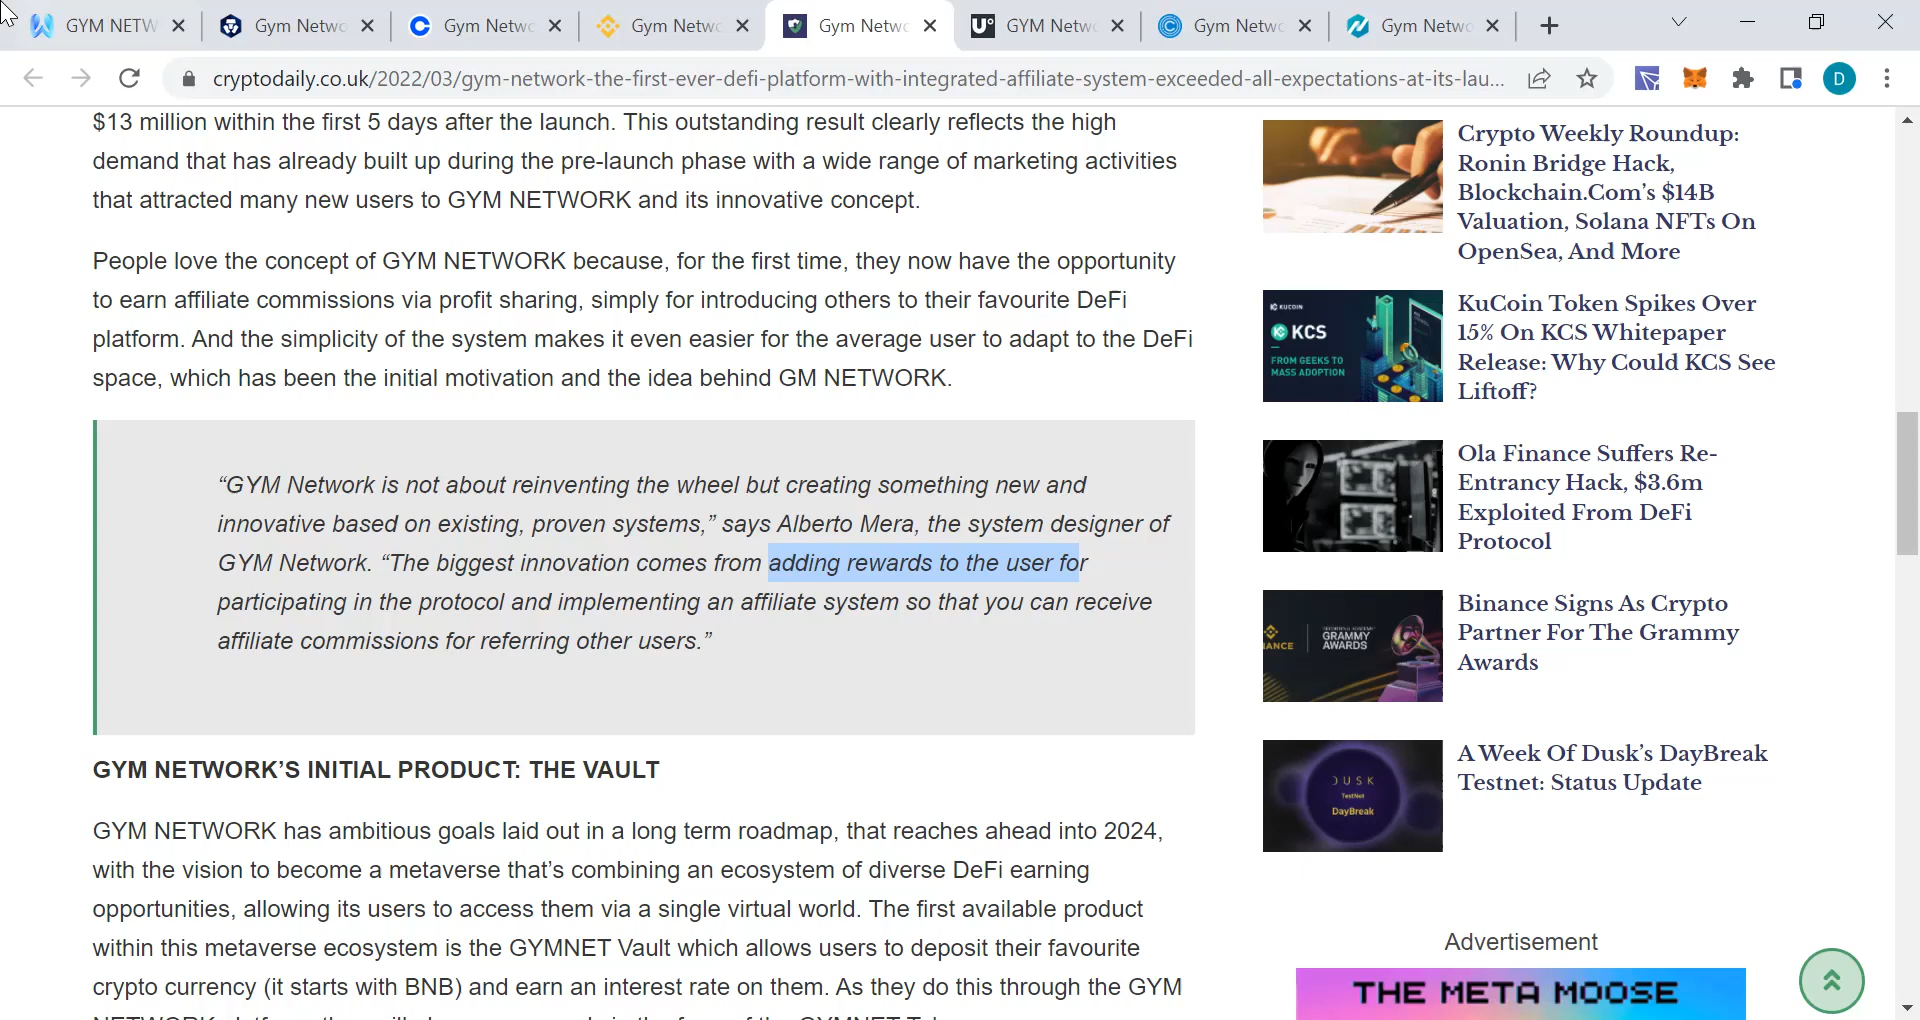 GYM NETW
Gym Netwo
Gym Netwo
Gym Netwo
Gym Netwo
GYM Netwo
Gym Netwo
Gym Netwo
cryptodaily.co.uk/2022/03/gym-network-the-first-ever-defi-platform-with-integrated-affiliate-system-exceeded-all-expectations-at-its-lau...
D
$13 million within the first 5 days after the launch. This outstanding result clearly reflects the high
demand that has already built up during the pre-launch phase with a wide range of marketing activities
that attracted many new users to GYM NETWORK and its innovative concept.
People love the concept of GYM NETWORK because, for the first time, they now have the opportunity
to earn affiliate commissions via profit sharing, simply for introducing others to their favourite DeFi
platform. And the simplicity of the system makes it even easier for the average user to adapt to the DeFi
space, which has been the initial motivation and the idea behind GM NETWORK.
“GYM Network is not about reinventing the wheel but creating something new and
innovative based on existing, proven systems,” says Alberto Mera, the system designer of
GYM Network. “The biggest innovation comes from adding rewards to the user for
participating in the protocol and implementing an affiliate system so that you can receive
affiliate commissions for referring other users.”
GYM NETWORK’S INITIAL PRODUCT: THE VAULT
GYM NETWORK has ambitious goals laid out in a long term roadmap, that reaches ahead into 2024,
with the vision to become a metaverse that’s combining an ecosystem of diverse DeFi earning
opportunities, allowing its users to access them via a single virtual world. The first available product
within this metaverse ecosystem is the GYMNET Vault which allows users to deposit their favourite
crypto currency (it starts with BNB) and earn an interest rate on them. As they do this through the GYM
Crypto Weekly Roundup:
Ronin Bridge Hack,
Blockchain.Com’s $14B
Valuation, Solana NFTs On
OpenSea, And More
KUCOIN
KCS
FROM GEEKS TO
MASS ADOPTION
KuCoin Token Spikes Over
15% On KCS Whitepaper
Release: Why Could KCS See
Liftoff?
Ola Finance Suffers Re-
Entrancy Hack, $3.6m
Exploited From DeFi
Protocol
IANCE
GRAMMY
AWARDS
Binance Signs As Crypto
Partner For The Grammy
Awards
DUSK
TestNet
DayBreak
A Week Of Dusk’s DayBreak
Testnet: Status Update
Advertisement
THE META MOOSE